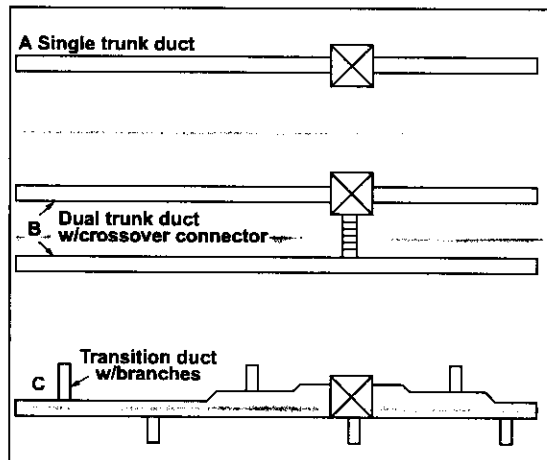 A Single trunk duct
B Dual trunk duct
w/crossover connector
C Transition duct
w/branches